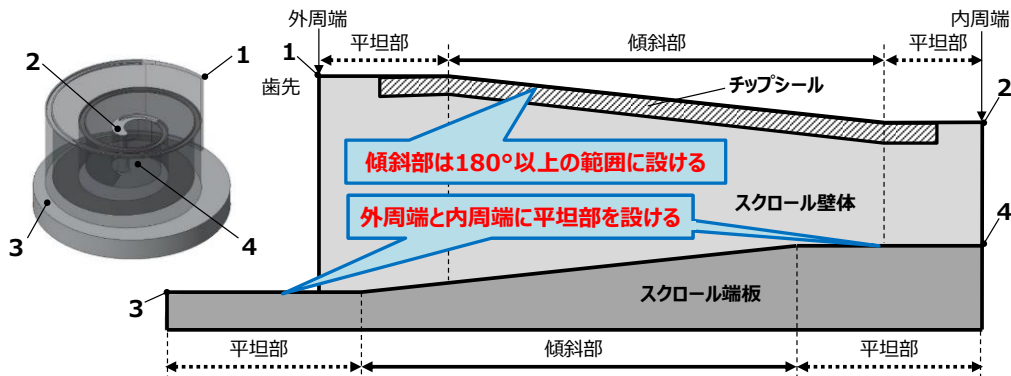 外周端
内周端
平坦部
傾斜部
平坦部
1
1
2
歯先
チップシール
2
傾斜部は180°以上の範囲に設ける
スクロール壁体
外周端と内周端に平坦部を設ける
4
3
4
3
スクロール端板
平坦部
傾斜部
平坦部